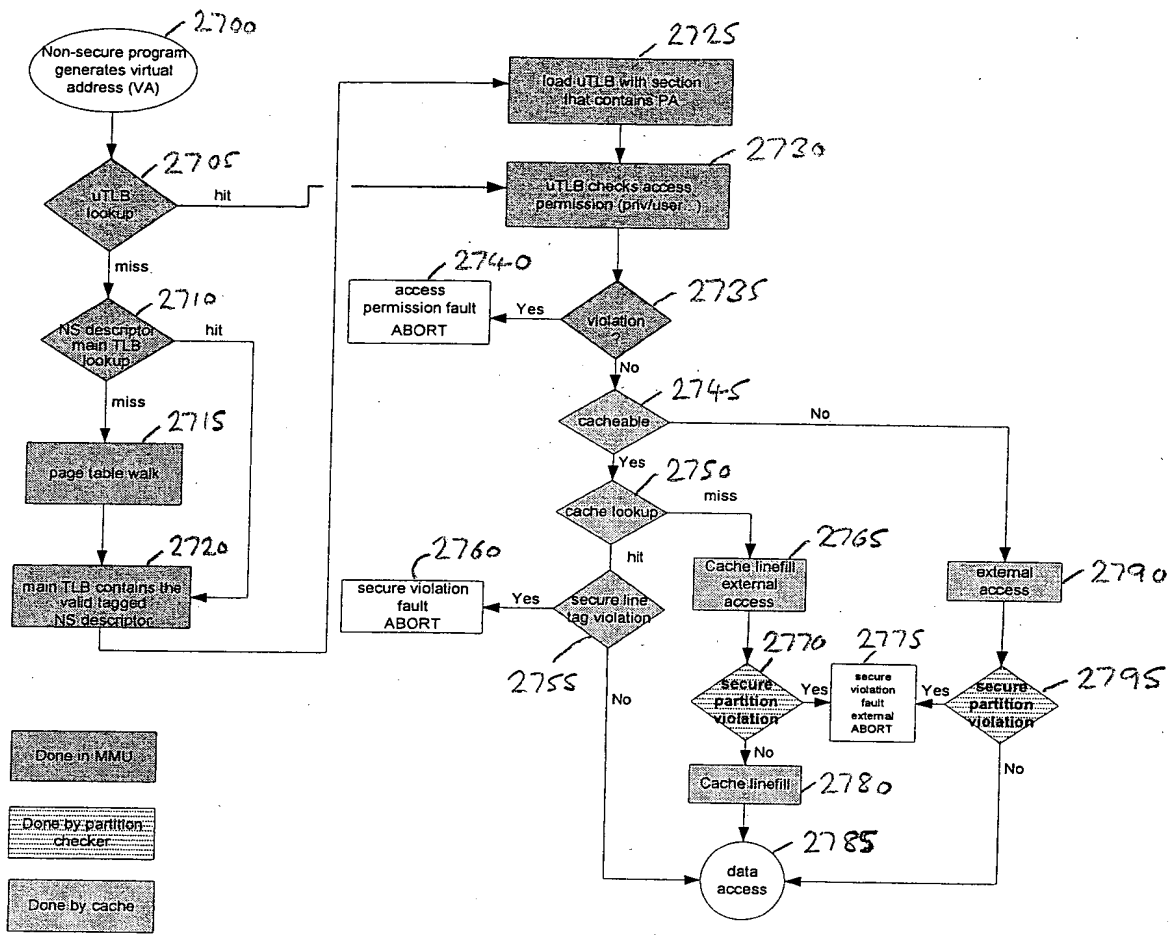 2700
Non-secure program
generates virtual
address (VA)
2705
uTLB
lookup
hit
miss
2710
NS descriptor
main TLB
lookup
hit
miss
2715
page table walk
2720
main TLB contains the
valid tagged
NS descriptor
2725
load uTLB with section
that contains PA
2730
uTLB checks access
permission (priv/user...)
2740
access
permission fault
ABORT
Yes
2735
violation
?
No
2745
cacheable
No
Yes
2750
cache lookup
miss
hit
2760
secure violation
fault
ABORT
Yes
secure line
tag violation
2755
No
2765
Cache linefill
external
access
2770
secure
partition
violation
Yes
2775
secure
violation
fault
external
ABORT
Yes
2790
external
access
2795
secure
partition
violation
No
No
Cache linefill
2780
2785
data
access
Done in MMU
Done by partition
checker
Done by cache